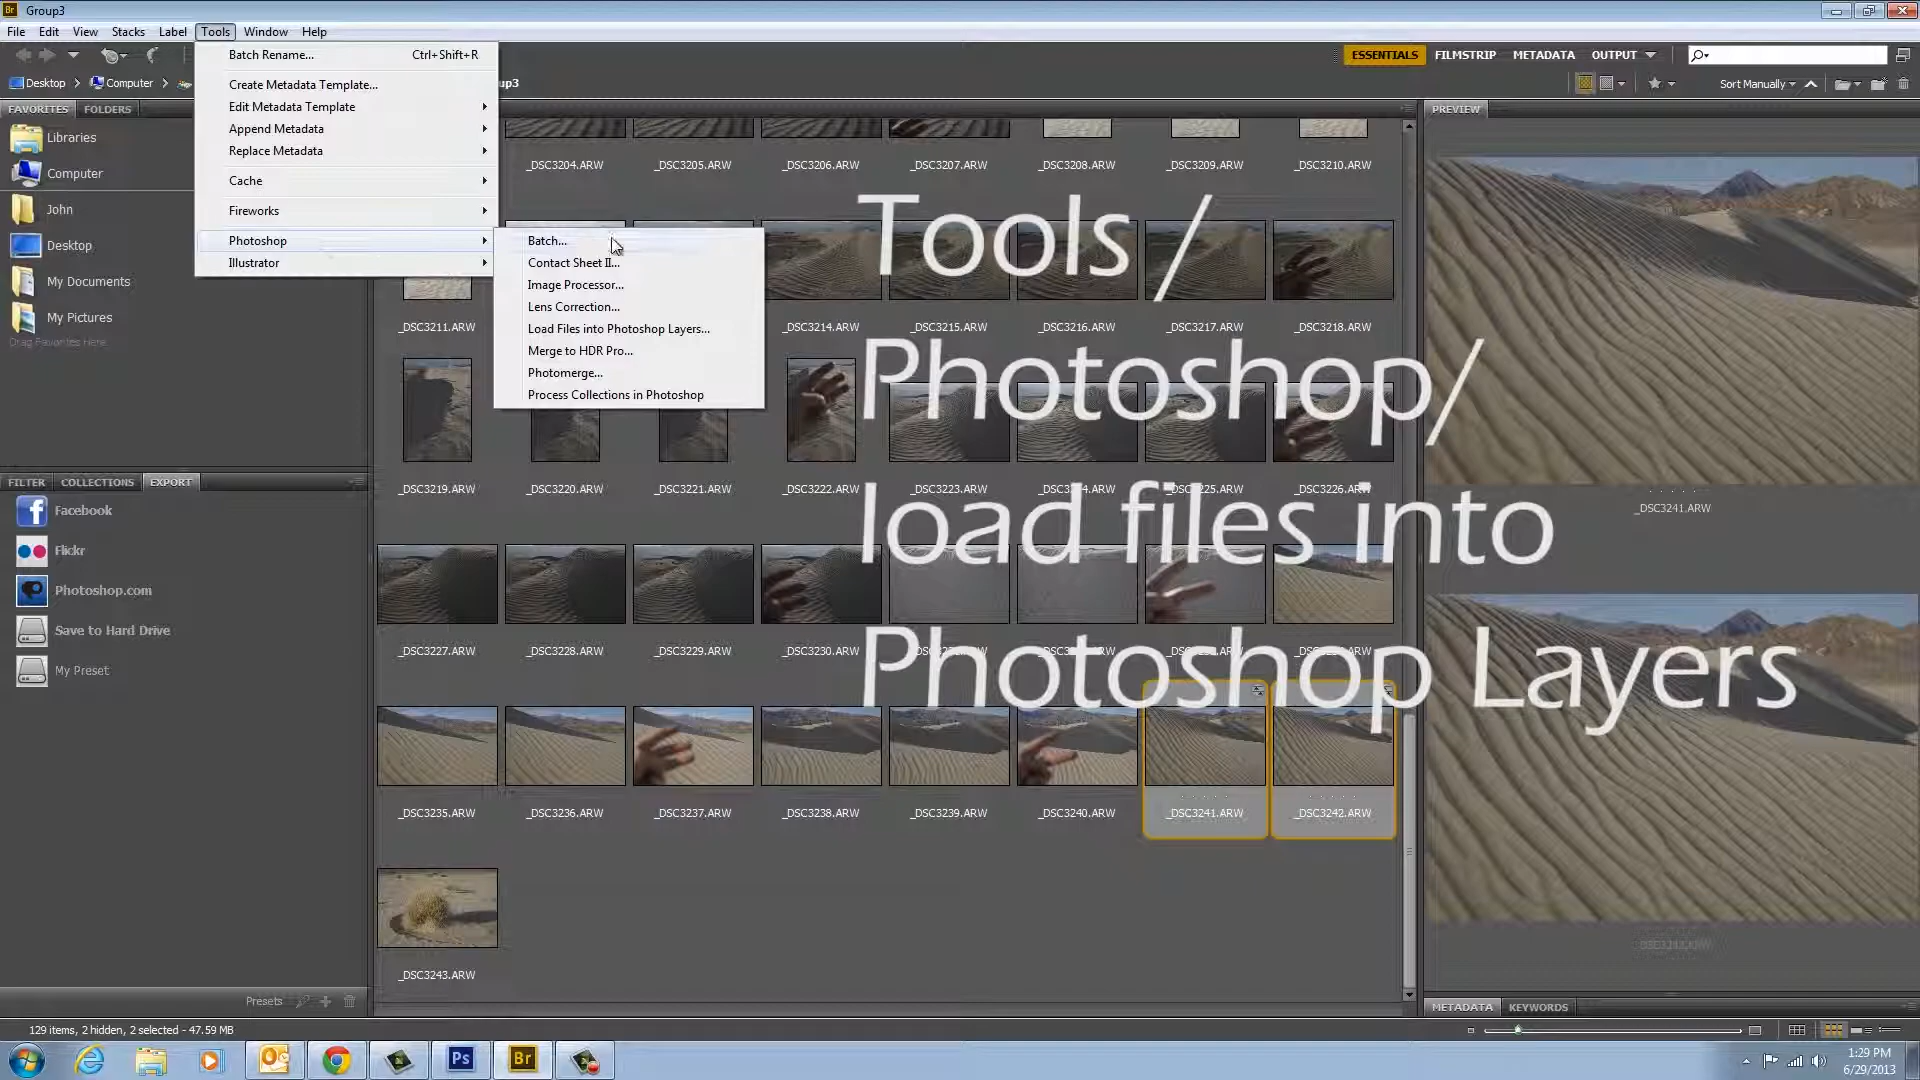 Br Group3
File Edit View Stacks Label Tools Window Help
Batch Rename... Ctrl+Shift+R
Create Metadata Template...
Edit Metadata Template
Append Metadata
Replace Metadata
Cache
Fireworks
Photoshop
Illustrator
Batch...
Contact Sheet II...
Image Processor...
Lens Correction...
Load Files into Photoshop Layers...
Merge to HDR Pro...
Photomerge...
Process Collections in Photoshop
ESSENTIALS FILMSTRIP METADATA OUTPUT
Desktop Computer
Sort Manually
FAVORITES FOLDERS
Libraries
Computer
John
Desktop
My Documents
My Pictures
Drag Favorites Here...
FILTER COLLECTIONS EXPORT
Facebook
Flickr
Photoshop.com
Save to Hard Drive
My Preset
Presets
_DSC3204.ARW _DSC3205.ARW _DSC3206.ARW _DSC3207.ARW _DSC3208.ARW _DSC3209.ARW _DSC3210.ARW
_DSC3211.ARW _DSC3214.ARW _DSC3215.ARW _DSC3216.ARW _DSC3217.ARW _DSC3218.ARW
_DSC3219.ARW _DSC3220.ARW _DSC3221.ARW _DSC3222.ARW _DSC3223.ARW _DSC3226.ARW
_DSC3227.ARW _DSC3228.ARW _DSC3229.ARW _DSC3230.ARW
_DSC3235.ARW _DSC3236.ARW _DSC3237.ARW _DSC3238.ARW _DSC3239.ARW _DSC3240.ARW _DSC3241.ARW _DSC3242.ARW
_DSC3243.ARW
Tools /
Photoshop/
load files into
Photoshop Layers
PREVIEW
_DSC3241.ARW
METADATA KEYWORDS
129 items, 2 hidden, 2 selected - 47.59 MB
Ps Br
1:29 PM
6/29/2013